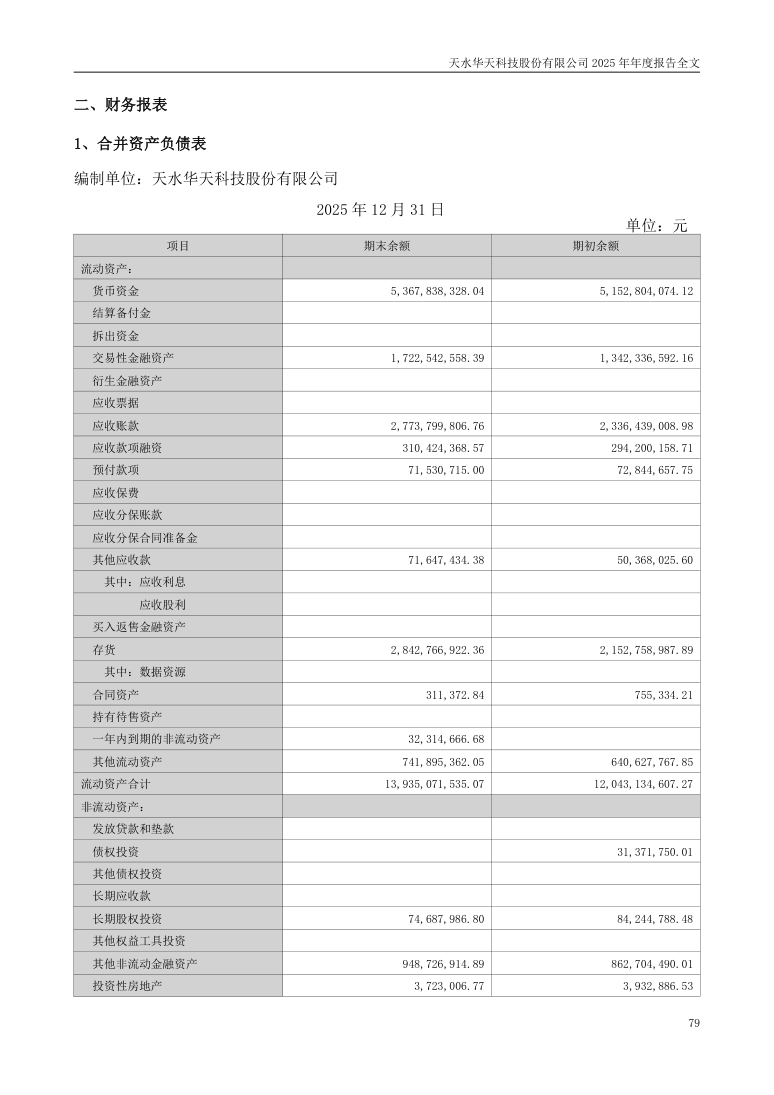 天水华天科技股份有限公司 2025 年年度报告全文
二、财务报表
1、合并资产负债表
编制单位：天水华天科技股份有限公司
2025 年 12 月 31 日
单位：元
项目 期末余额 期初余额
流动资产：
货币资金 5,367,838,328.04 5,152,804,074.12
结算备付金
拆出资金
交易性金融资产 1,722,542,558.39 1,342,336,592.16
衍生金融资产
应收票据
应收账款 2,773,799,806.76 2,336,439,008.98
应收款项融资 310,424,368.57 294,200,158.71
预付款项 71,530,715.00 72,844,657.75
应收保费
应收分保账款
应收分保合同准备金
其他应收款 71,647,434.38 50,368,025.60
其中：应收利息
应收股利
买入返售金融资产
存货 2,842,766,922.36 2,152,758,987.89
其中：数据资源
合同资产 311,372.84 755,334.21
持有待售资产
一年内到期的非流动资产 32,314,666.68
其他流动资产 741,895,362.05 640,627,767.85
流动资产合计 13,935,071,535.07 12,043,134,607.27
非流动资产：
发放贷款和垫款
债权投资 31,371,750.01
其他债权投资
长期应收款
长期股权投资 74,687,986.80 84,244,788.48
其他权益工具投资
其他非流动金融资产 948,726,914.89 862,704,490.01
投资性房地产 3,723,006.77 3,932,886.53
79